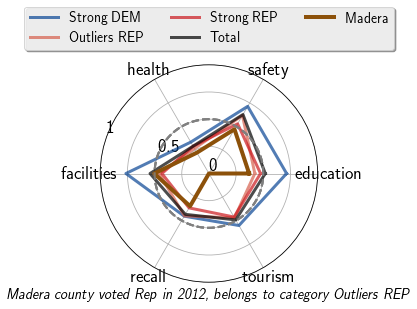 Strong DEM Strong REP Madera
Outliers REP Total
health safety
1
0.5
0
facilities education
recall tourism
Madera county voted Rep in 2012, belongs to category Outliers REP